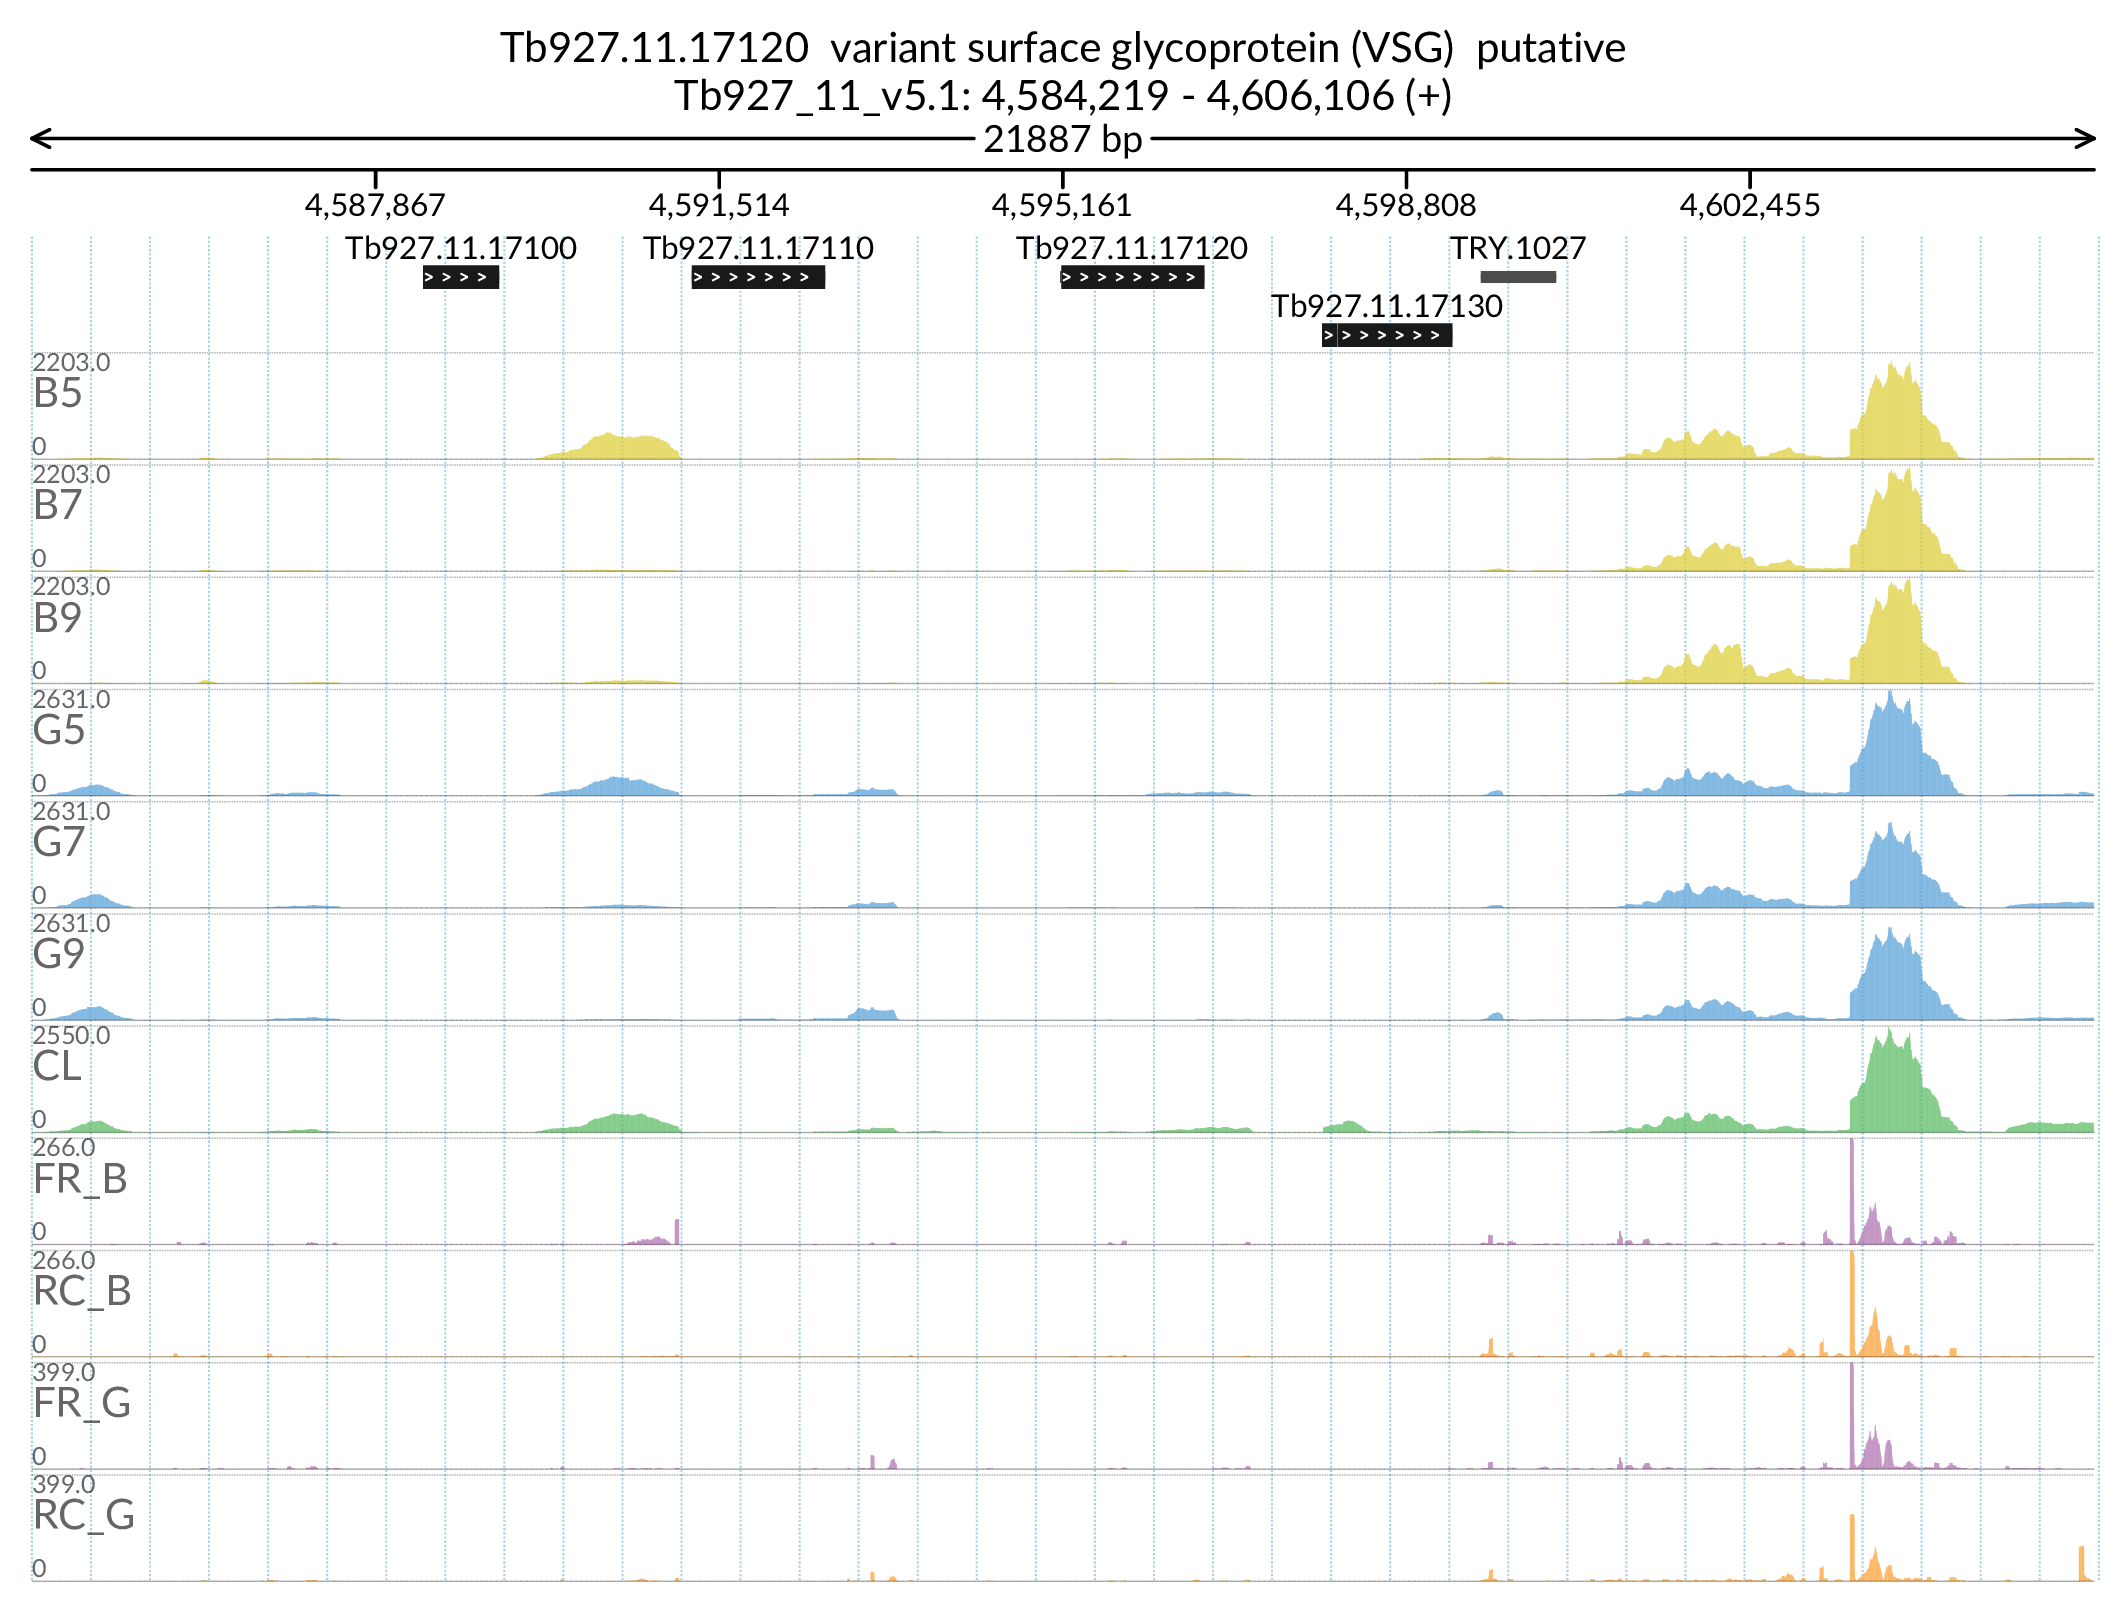 Tb927.11.17120  variant surface glycoprotein (VSG)  putative
Tb927_11_v5.1: 4,584,219 - 4,606,106 (+)
21887 bp
4,587,867 4,591,514 4,595,161 4,598,808 4,602,455
Tb927.11.17100 Tb927.11.17110 Tb927.11.17120 TRY.1027
Tb927.11.17130
2203.0
B5
0
2203.0
B7
0
2203.0
B9
0
2631.0
G5
0
2631.0
G7
0
2631.0
G9
0
2550.0
CL
0
266.0
FR_B
0
266.0
RC_B
0
399.0
FR_G
0
399.0
RC_G
0